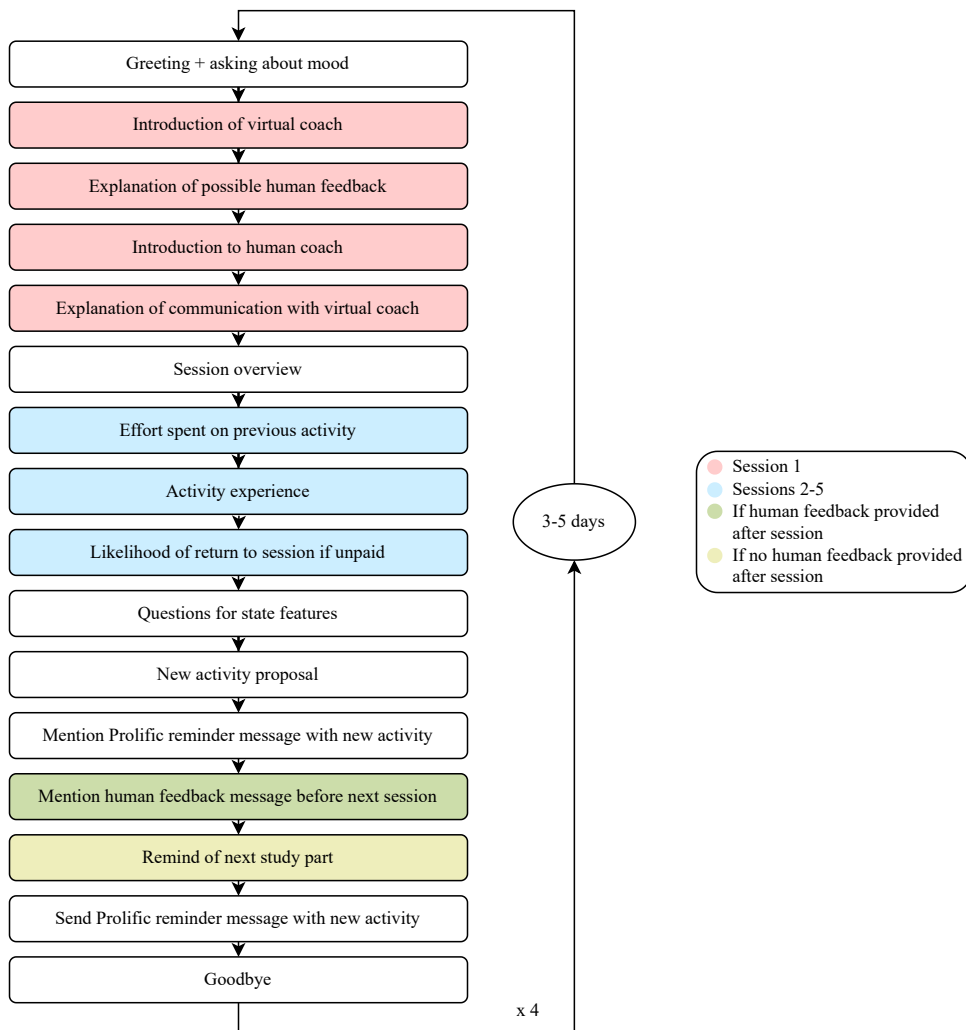 Greeting + asking about mood
Introduction of virtual coach
Explanation of possible human feedback
Introduction to human coach
Explanation of communication with virtual coach
Session overview
Effort spent on previous activity
Activity experience
Likelihood of return to session if unpaid
Questions for state features
New activity proposal
Mention Prolific reminder message with new activity
Mention human feedback message before next session
Remind of next study part
Send Prolific reminder message with new activity
Goodbye
x 4
3-5 days
Session 1
Sessions 2-5
If human feedback provided
after session
If no human feedback provided
after session